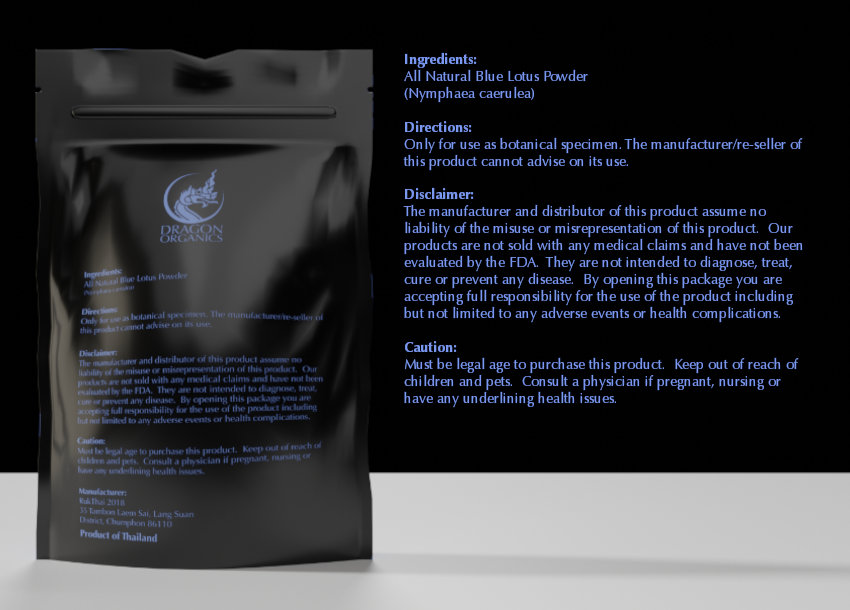 DRAGON
ORGANICS
Ingredients:
All Natural Blue Lotus Powder
(Nymphaea caerulea)
Directions:
Only for use as botanical specimen. The manufacturer/re-seller of
this product cannot advise on its use.
Disclaimer:
The manufacturer and distributor of this product assume no
liability of the misuse or misrepresentation of this product. Our
products are not sold with any medical claims and have not been
evaluated by the FDA. They are not intended to diagnose, treat,
cure or prevent any disease. By opening this package you are
accepting full responsibility for the use of the product including
but not limited to any adverse events or health complications.
Caution:
Must be legal age to purchase this product. Keep out of reach of
children and pets. Consult a physician if pregnant, nursing or
have any underlining health issues.
Manufacturer:
RukThai 2018
35 Tambon Laem Sai, Lang Suan
District, Chumphon 86110
Product of Thailand
Ingredients:
All Natural Blue Lotus Powder
(Nymphaea caerulea)
Directions:
Only for use as botanical specimen. The manufacturer/re-seller of
this product cannot advise on its use.
Disclaimer:
The manufacturer and distributor of this product assume no
liability of the misuse or misrepresentation of this product.  Our
products are not sold with any medical claims and have not been
evaluated by the FDA.  They are not intended to diagnose, treat,
cure or prevent any disease.  By opening this package you are
accepting full responsibility for the use of the product including
but not limited to any adverse events or health complications.
Caution:
Must be legal age to purchase this product.  Keep out of reach of
children and pets.  Consult a physician if pregnant, nursing or
have any underlining health issues.